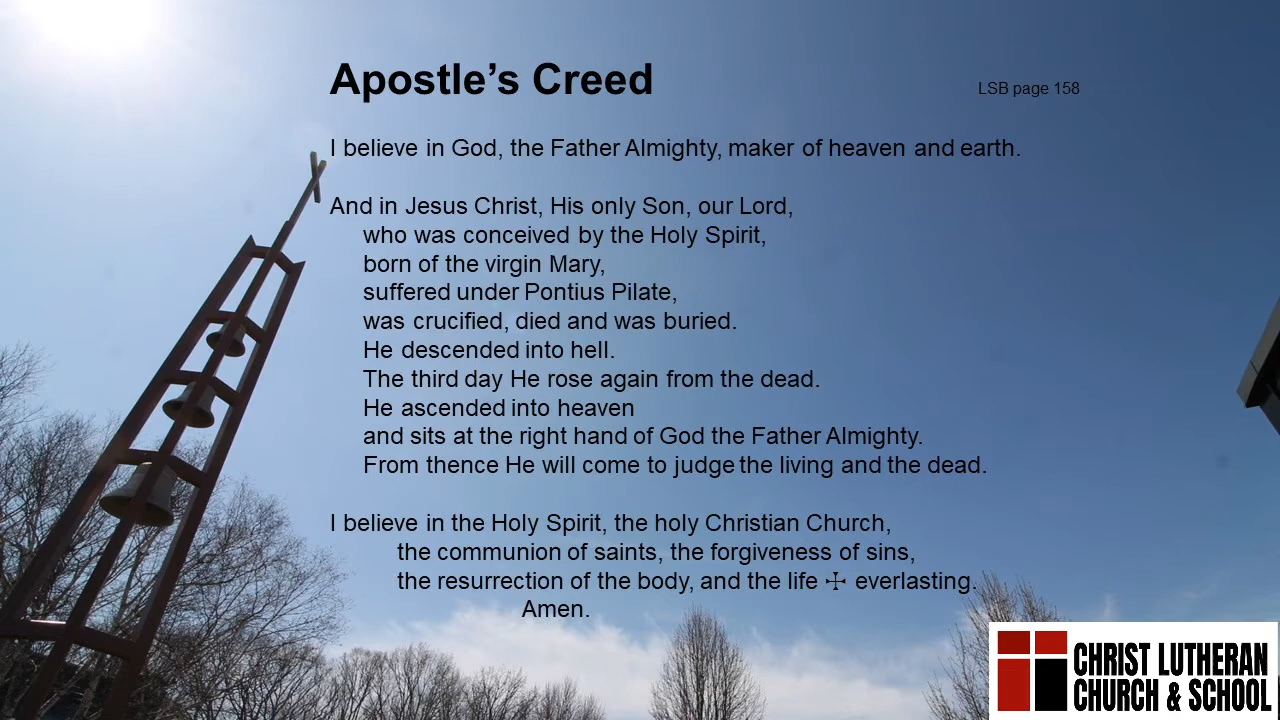 Apostle’s Creed
LSB page 158
I believe in God, the Father Almighty, maker of heaven and earth.
And in Jesus Christ, His only Son, our Lord,
who was conceived by the Holy Spirit,
born of the virgin Mary,
suffered under Pontius Pilate,
was crucified, died and was buried.
He descended into hell.
The third day He rose again from the dead.
He ascended into heaven
and sits at the right hand of God the Father Almighty.
From thence He will come to judge the living and the dead.
I believe in the Holy Spirit, the holy Christian Church,
the communion of saints, the forgiveness of sins,
the resurrection of the body, and the life ☩ everlasting.
Amen.
CHRIST LUTHERAN
CHURCH & SCHOOL